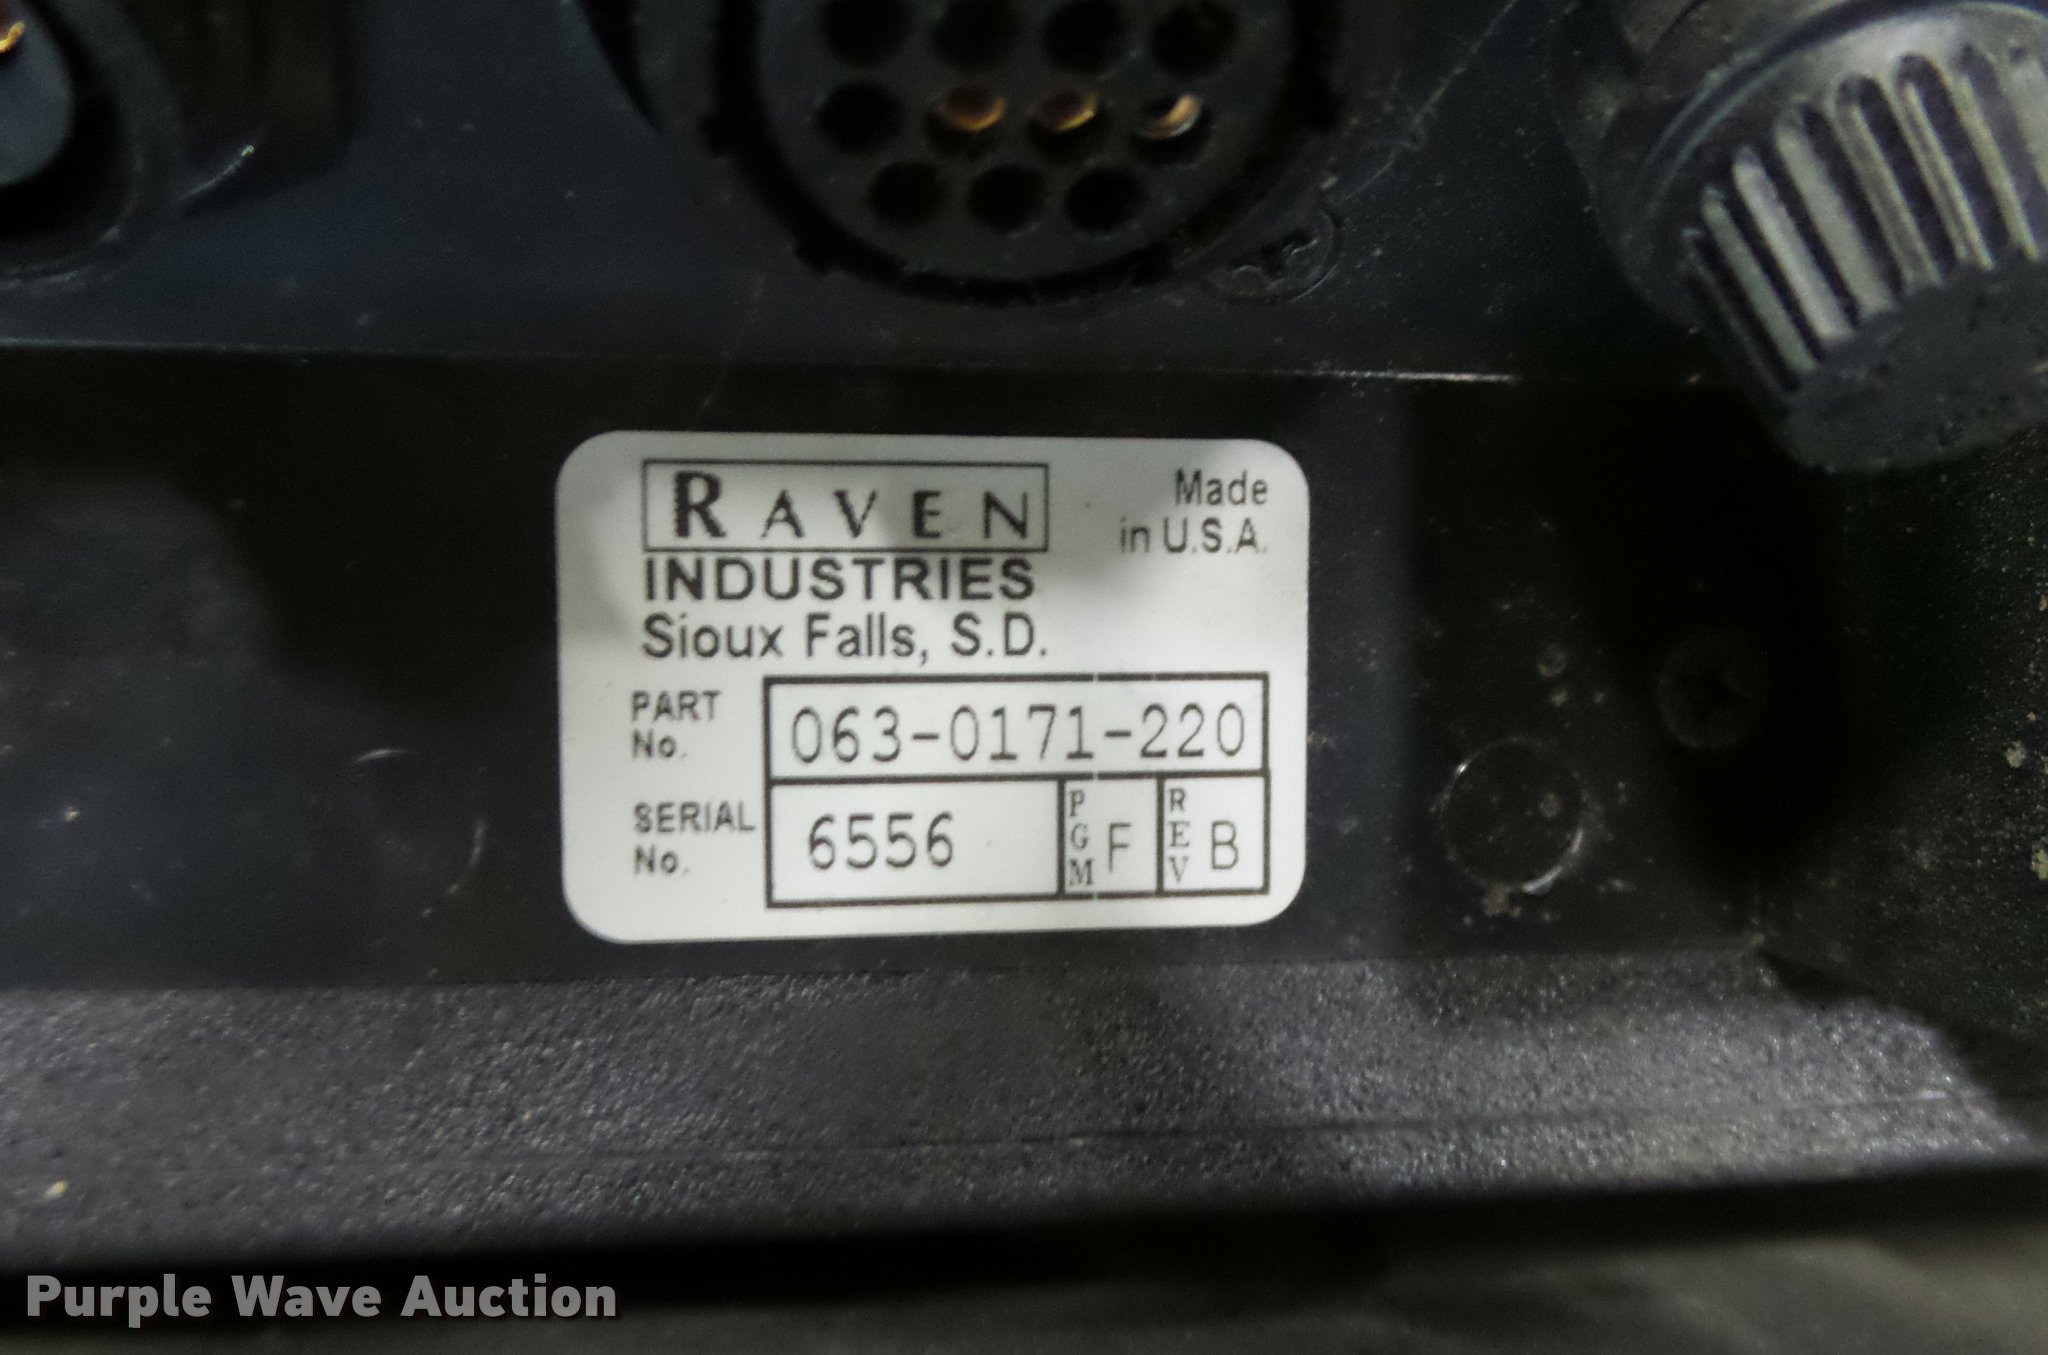 RAVEN
INDUSTRIES
Sioux Falls, S.D.
Made
in U.S.A.
PART
No.
063-0171-220
SERIAL
No.
6556
PGM
F
REV
B
Purple Wave Auction